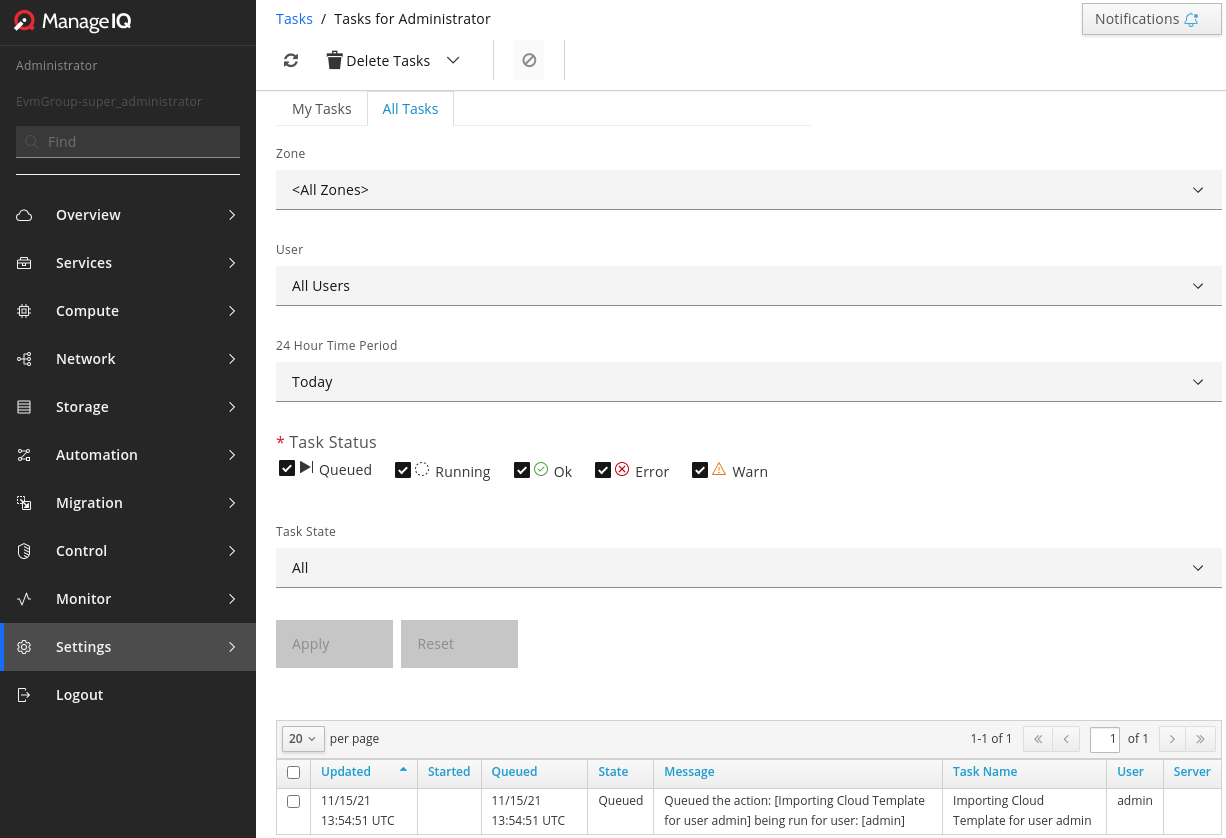 ManageIQ
Administrator
EvmGroup-super_administrator
Find
Overview
Services
Compute
Network
Storage
Automation
Migration
Control
Monitor
Settings
Logout
Tasks / Tasks for Administrator
Notifications
Delete Tasks
My Tasks All Tasks
Zone
<All Zones>
User
All Users
24 Hour Time Period
Today
* Task Status
Queued Running Ok Error Warn
Task State
All
Apply Reset
20 per page 1-1 of 1 « < 1 of 1 > »
Updated Started Queued State Message Task Name User Server
11/15/21 11/15/21 Queued Queued the action: [Importing Cloud Template Importing Cloud admin
13:54:51 UTC 13:54:51 UTC for user admin] being run for user: [admin] Template for user admin